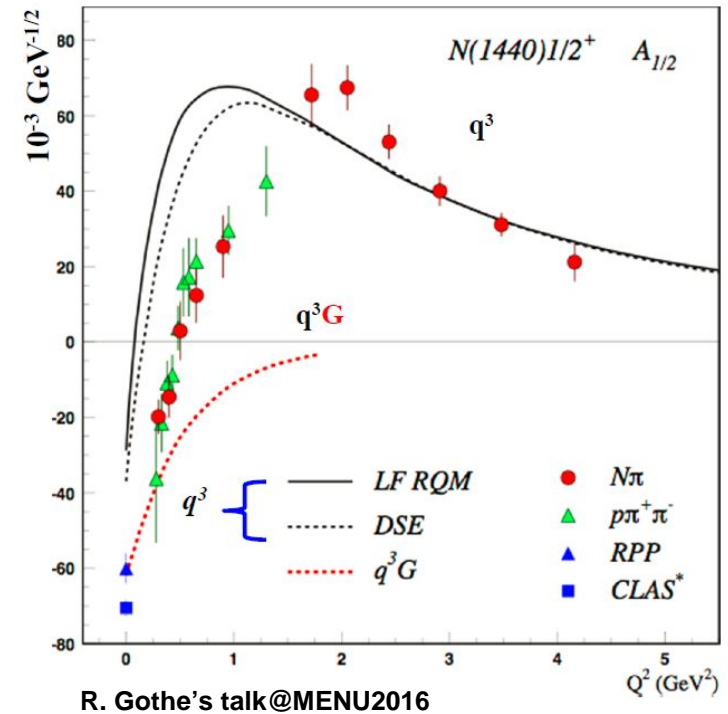 N(1440)1/2⁺ A₁/₂
10⁻³ GeV⁻¹/²
80
60
40
20
0
-20
-40
-60
-80
q³
q³G
q³
LF RQM
DSE
q³G
Nπ
pπ⁺π⁻
RPP
CLAS*
0 1 2 3 4 5
Q² (GeV²)
R. Gothe's talk@MENU2016